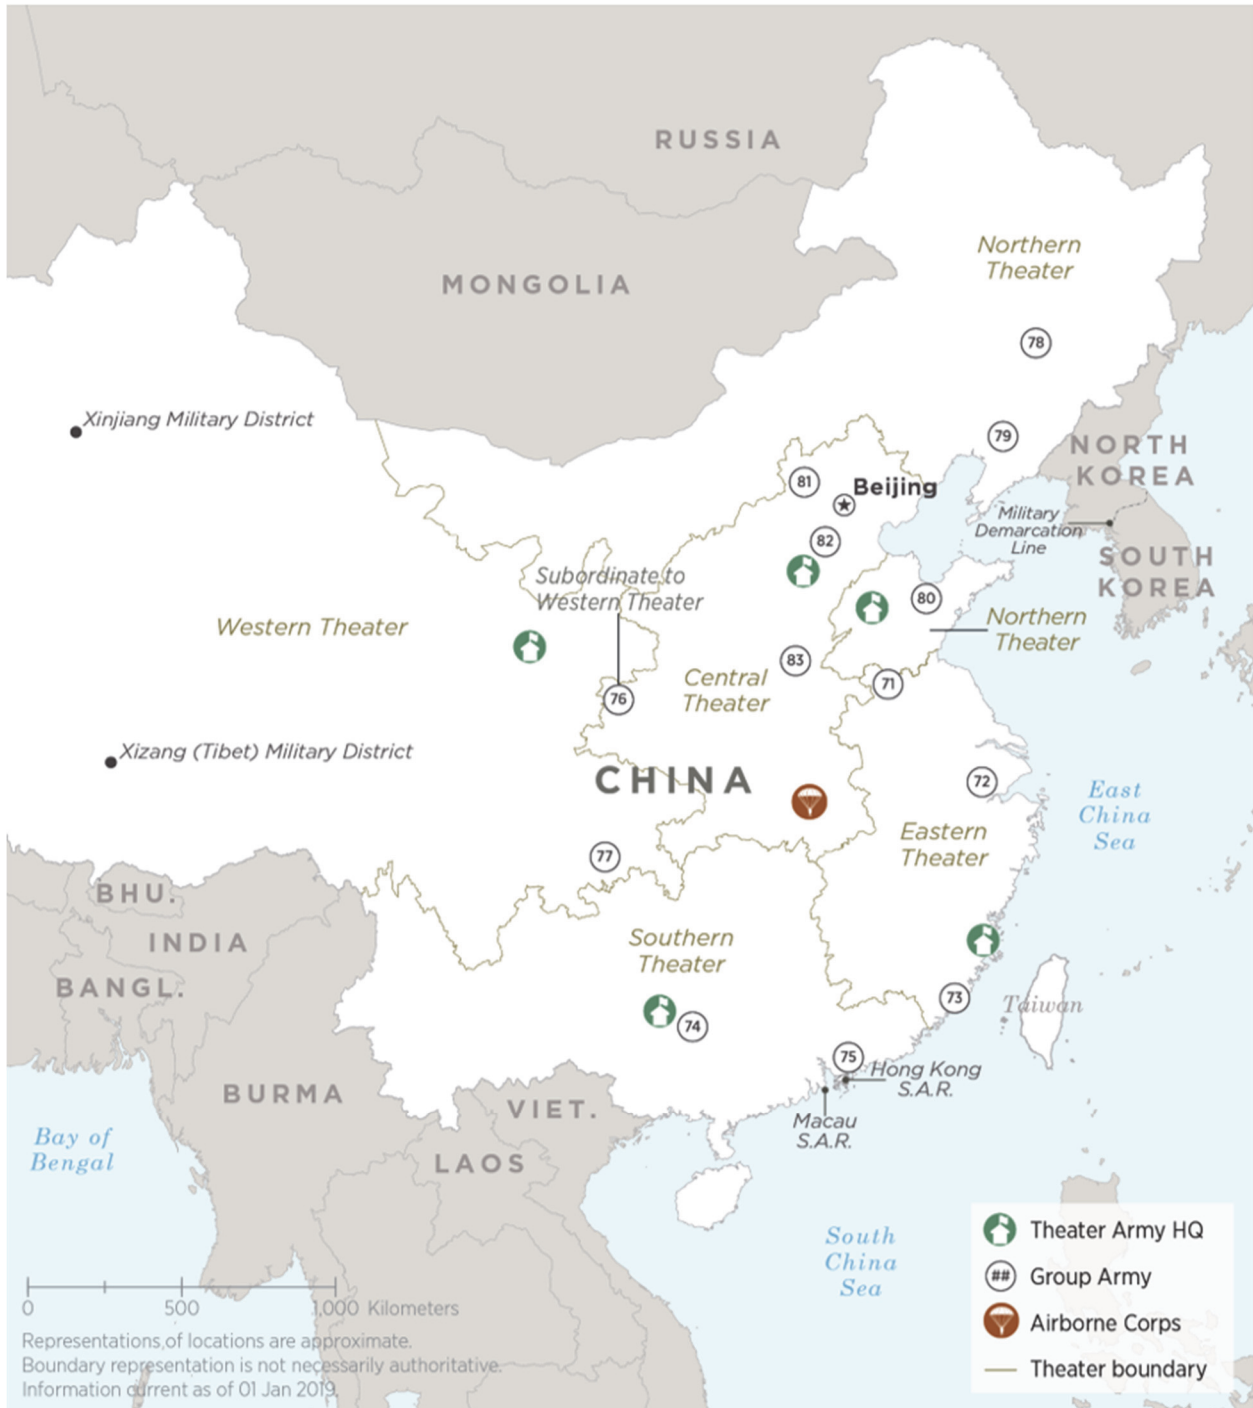 RUSSIA
Northern
Theater
MONGOLIA
78
Xinjiang Military District
79
NORTH
KOREA
81
Beijing
Military
Demarcation
Line
82
SOUTH
KOREA
Subordinate to
Western Theater
80
Western Theater
Northern
Theater
83
Central
Theater
71
76
Xizang (Tibet) Military District
CHINA
72
East
China
Sea
Eastern
Theater
77
BHU.
INDIA
Southern
Theater
BANGL.
73
Taiwan
74
75
Hong Kong
S.A.R.
BURMA
VIET.
Macau
S.A.R.
Bay of
Bengal
LAOS
South
China
Sea
Theater Army HQ
## Group Army
Airborne Corps
Theater boundary
0 500 1,000 Kilometers
Representations of locations are approximate.
Boundary representation is not necessarily authoritative.
Information current as of 01 Jan 2019.